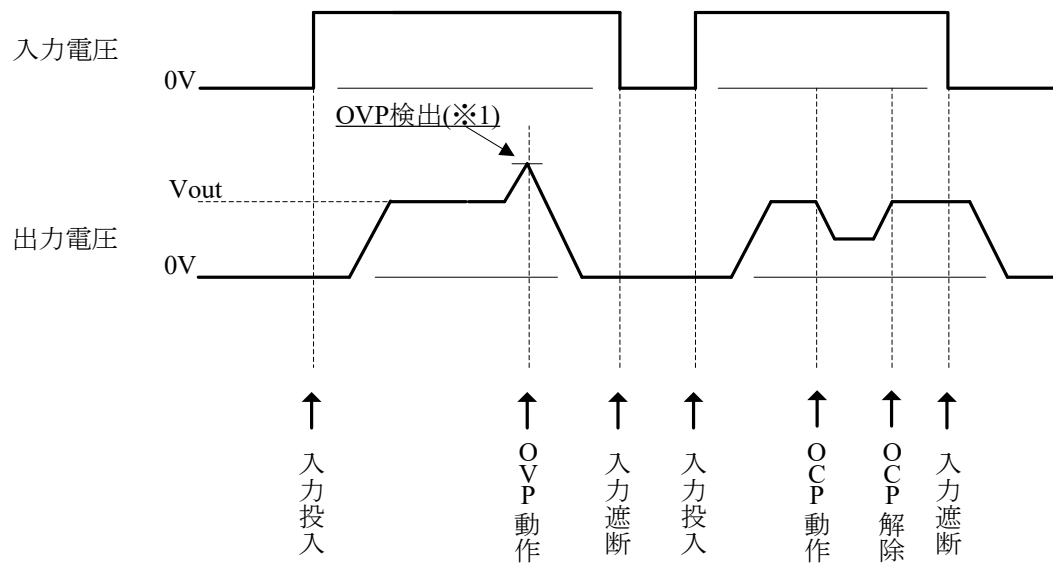 入力電圧
0V
OVP検出(※1)
Vout
出力電圧
0V
入力投入
OVP動作
入力遮断
入力投入
OCP動作
OCP解除
入力遮断